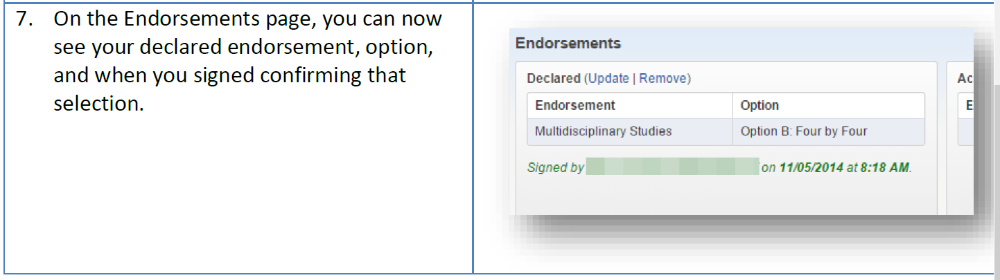 7. On the Endorsements page, you can now
see your declared endorsement, option,
and when you signed confirming that
selection.
Endorsements
Declared (Update | Remove)
Endorsement Option
Multidisciplinary Studies Option B: Four by Four
Signed by on 11/05/2014 at 8:18 AM.